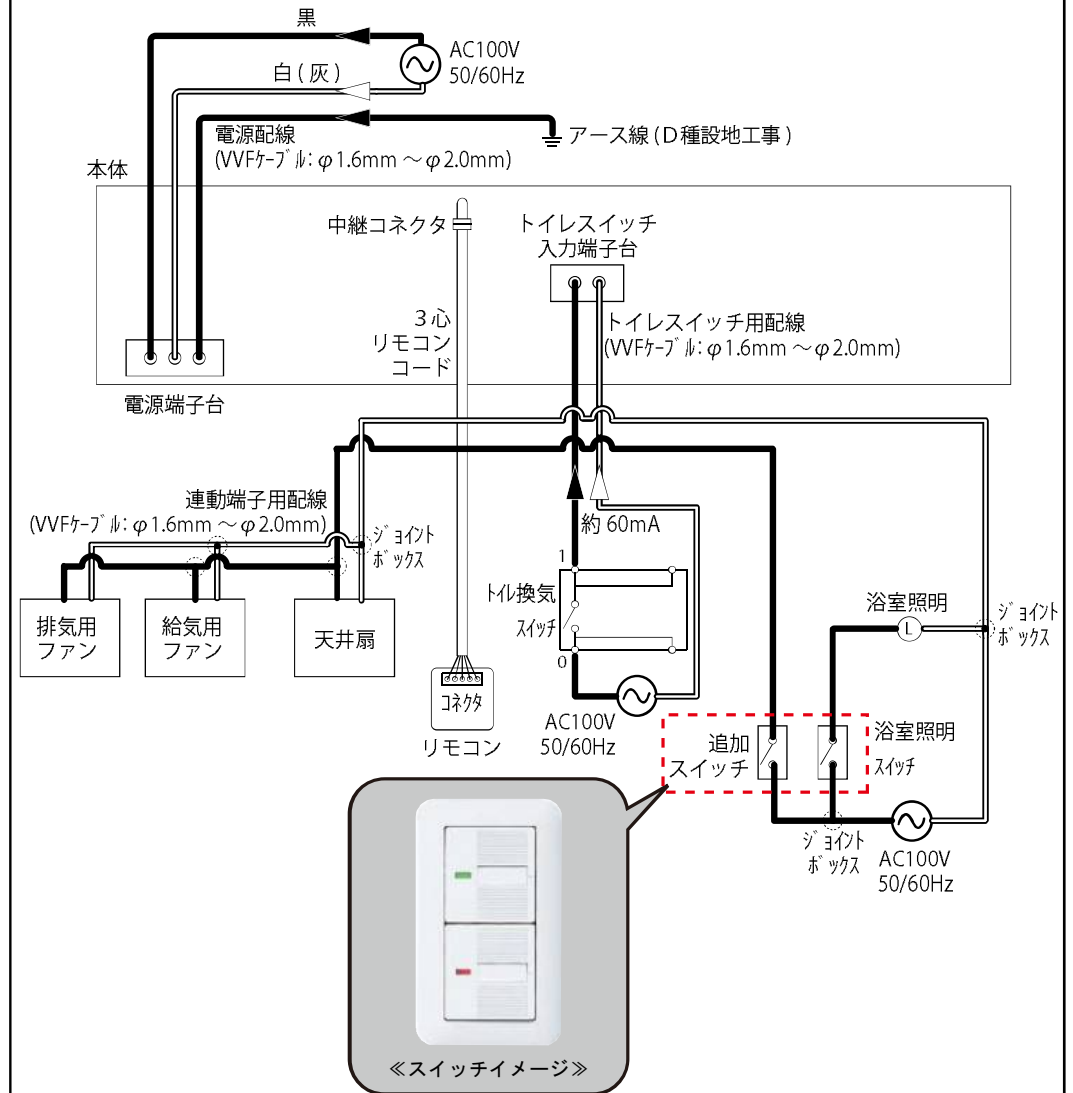 黒
AC100V
50/60Hz
白(灰)
電源配線
(VVFケーブル:φ1.6mm ～φ2.0mm)
アース線(D種設地工事)
本体
中継コネクタ
トイレスイッチ
入力端子台
3心
リモコン
コード
トイレスイッチ用配線
(VVFケーブル:φ1.6mm ～φ2.0mm)
電源端子台
連動端子用配線
(VVFケーブル:φ1.6mm ～φ2.0mm)
ジョイント
ボックス
約60mA
1
トイレ換気
スイッチ
0
排気用
ファン
給気用
ファン
天井扇
コネクタ
リモコン
AC100V
50/60Hz
浴室照明
L
ジョイント
ボックス
追加
スイッチ
浴室照明
スイッチ
ジョイント
ボックス
AC100V
50/60Hz
≪スイッチイメージ≫